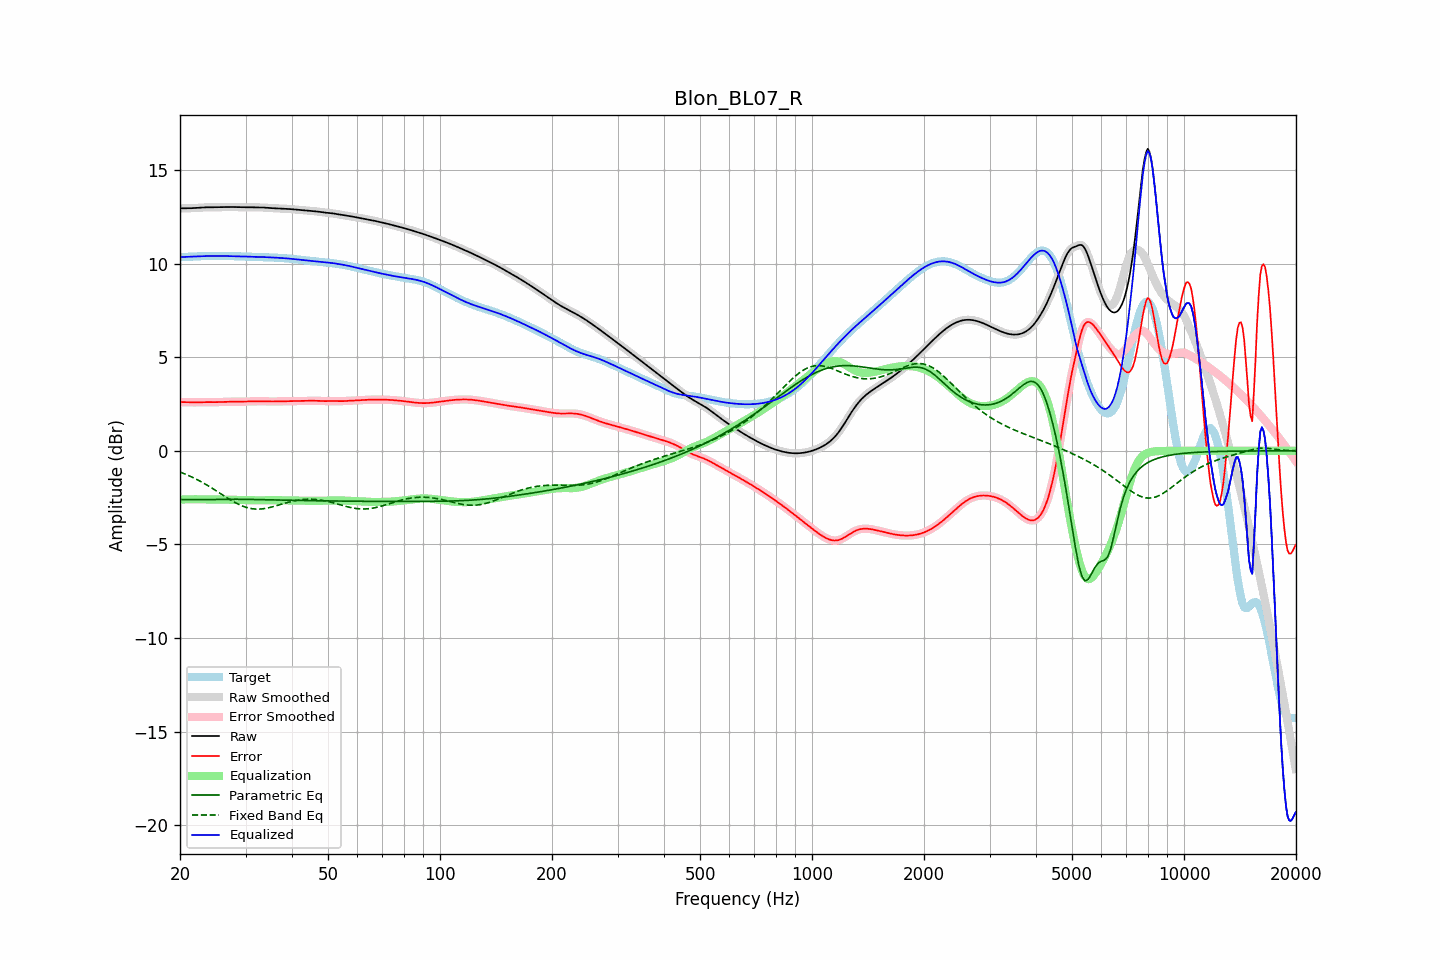 Blon_BL07_R
Amplitude (dBr)
15
10
5
0
−5
−10
−15
−20
Target
Raw Smoothed
Error Smoothed
Raw
Error
Equalization
Parametric Eq
Fixed Band Eq
Equalized
20 50 100 200 500 1000 2000 5000 10000 20000
Frequency (Hz)